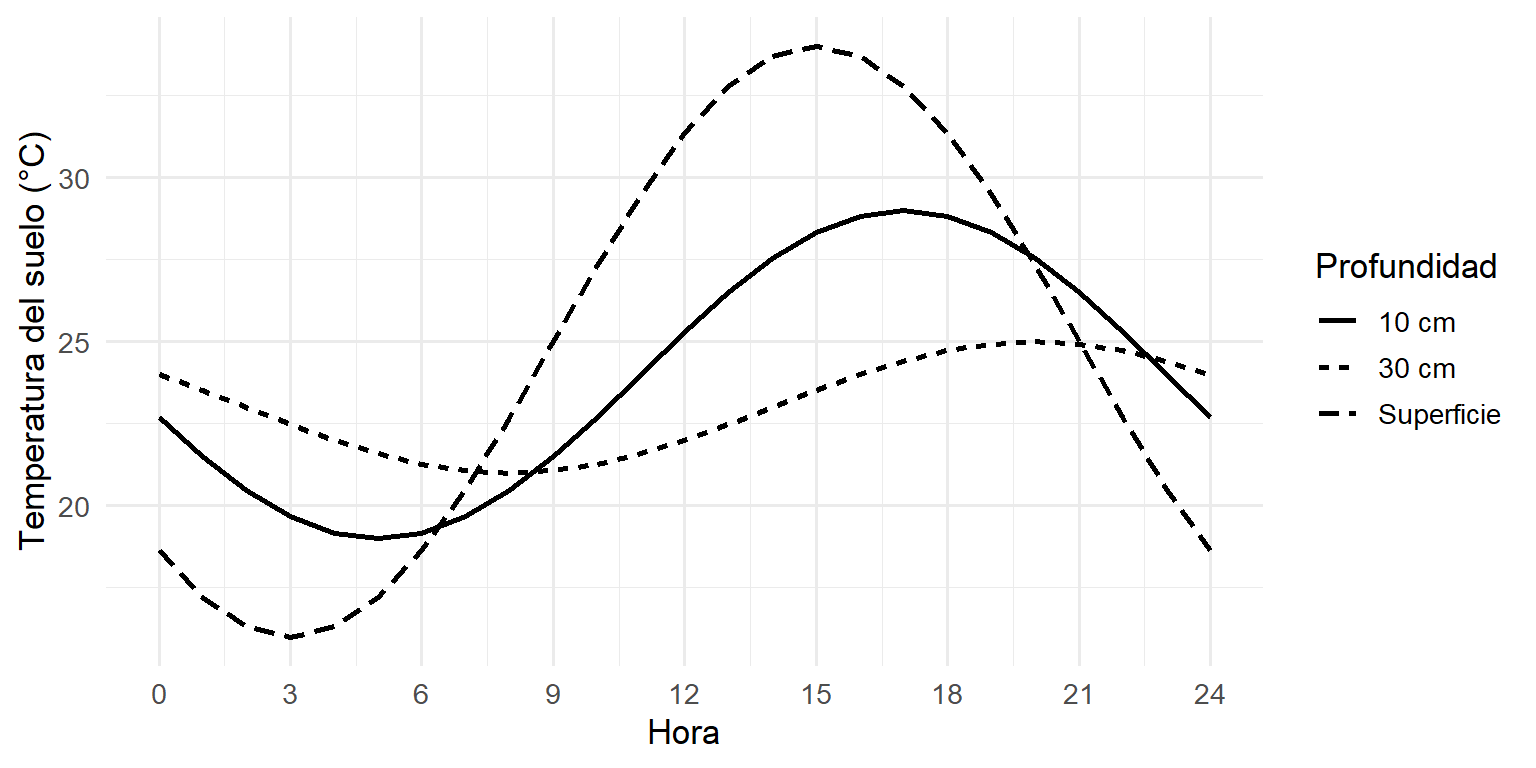 Temperatura del suelo (°C)
30
25
20
0 3 6 9 12 15 18 21 24
Hora
Profundidad
10 cm
30 cm
Superficie